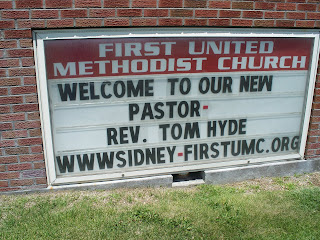 FIRST UNITED
METHODIST CHURCH
WELCOME TO OUR NEW
PASTOR-
REV. TOM HYDE
WWWSIDNEY-FIRSTUMC.ORG